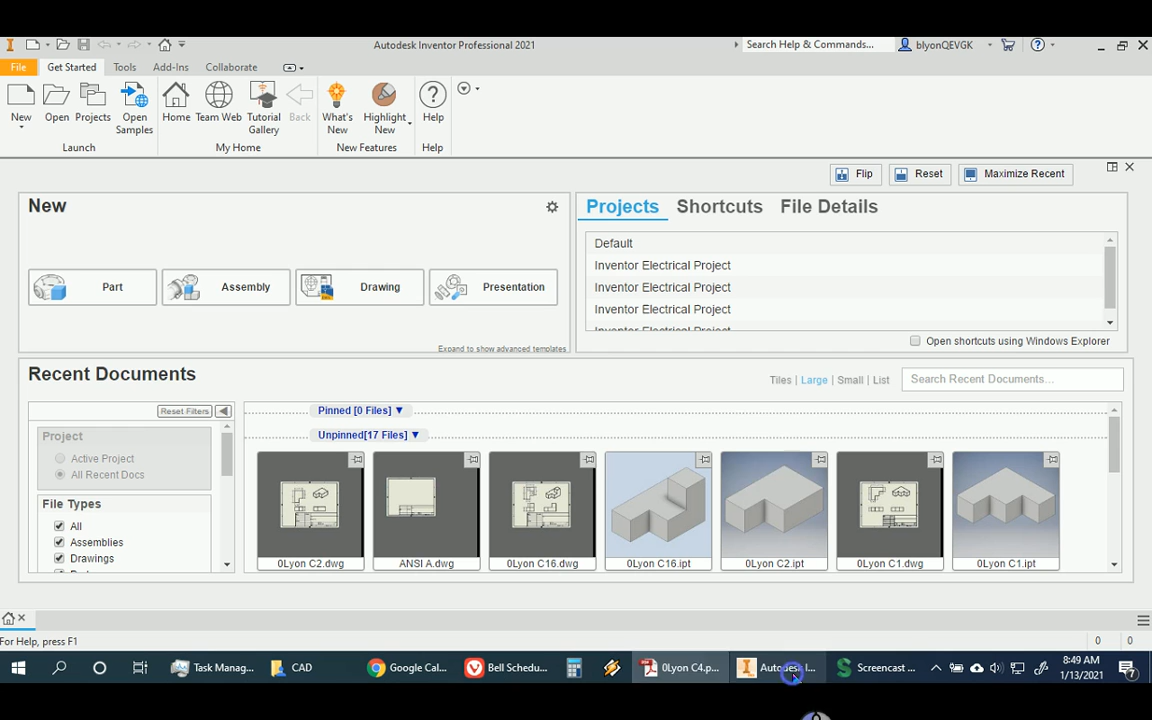 Autodesk Inventor Professional 2021
Search Help & Commands...
blyonQEVGK
File
Get Started
Tools
Add-Ins
Collaborate
New
Open
Projects
Open Samples
Home
Team Web
Tutorial Gallery
Back
What's New
Highlight New
Help
Launch
My Home
New Features
Help
Flip
Reset
Maximize Recent
New
Part
Assembly
Drawing
Presentation
Expand to show advanced templates
Projects
Shortcuts
File Details
Default
Inventor Electrical Project
Inventor Electrical Project
Inventor Electrical Project
Inventor Electrical Project
Open shortcuts using Windows Explorer
Recent Documents
Tiles | Large | Small | List
Search Recent Documents...
Reset Filters
Project
Active Project
All Recent Docs
File Types
All
Assemblies
Drawings
Pinned [0 Files]
Unpinned[17 Files]
0Lyon C2.dwg
ANSI A.dwg
0Lyon C16.dwg
0Lyon C16.ipt
0Lyon C2.ipt
0Lyon C1.dwg
0Lyon C1.ipt
For Help, press F1
0 0
Task Manag...
CAD
Google Cal...
Bell Schedu...
0Lyon C4.p...
Autodesk I...
Screencast ...
8:49 AM
1/13/2021
7